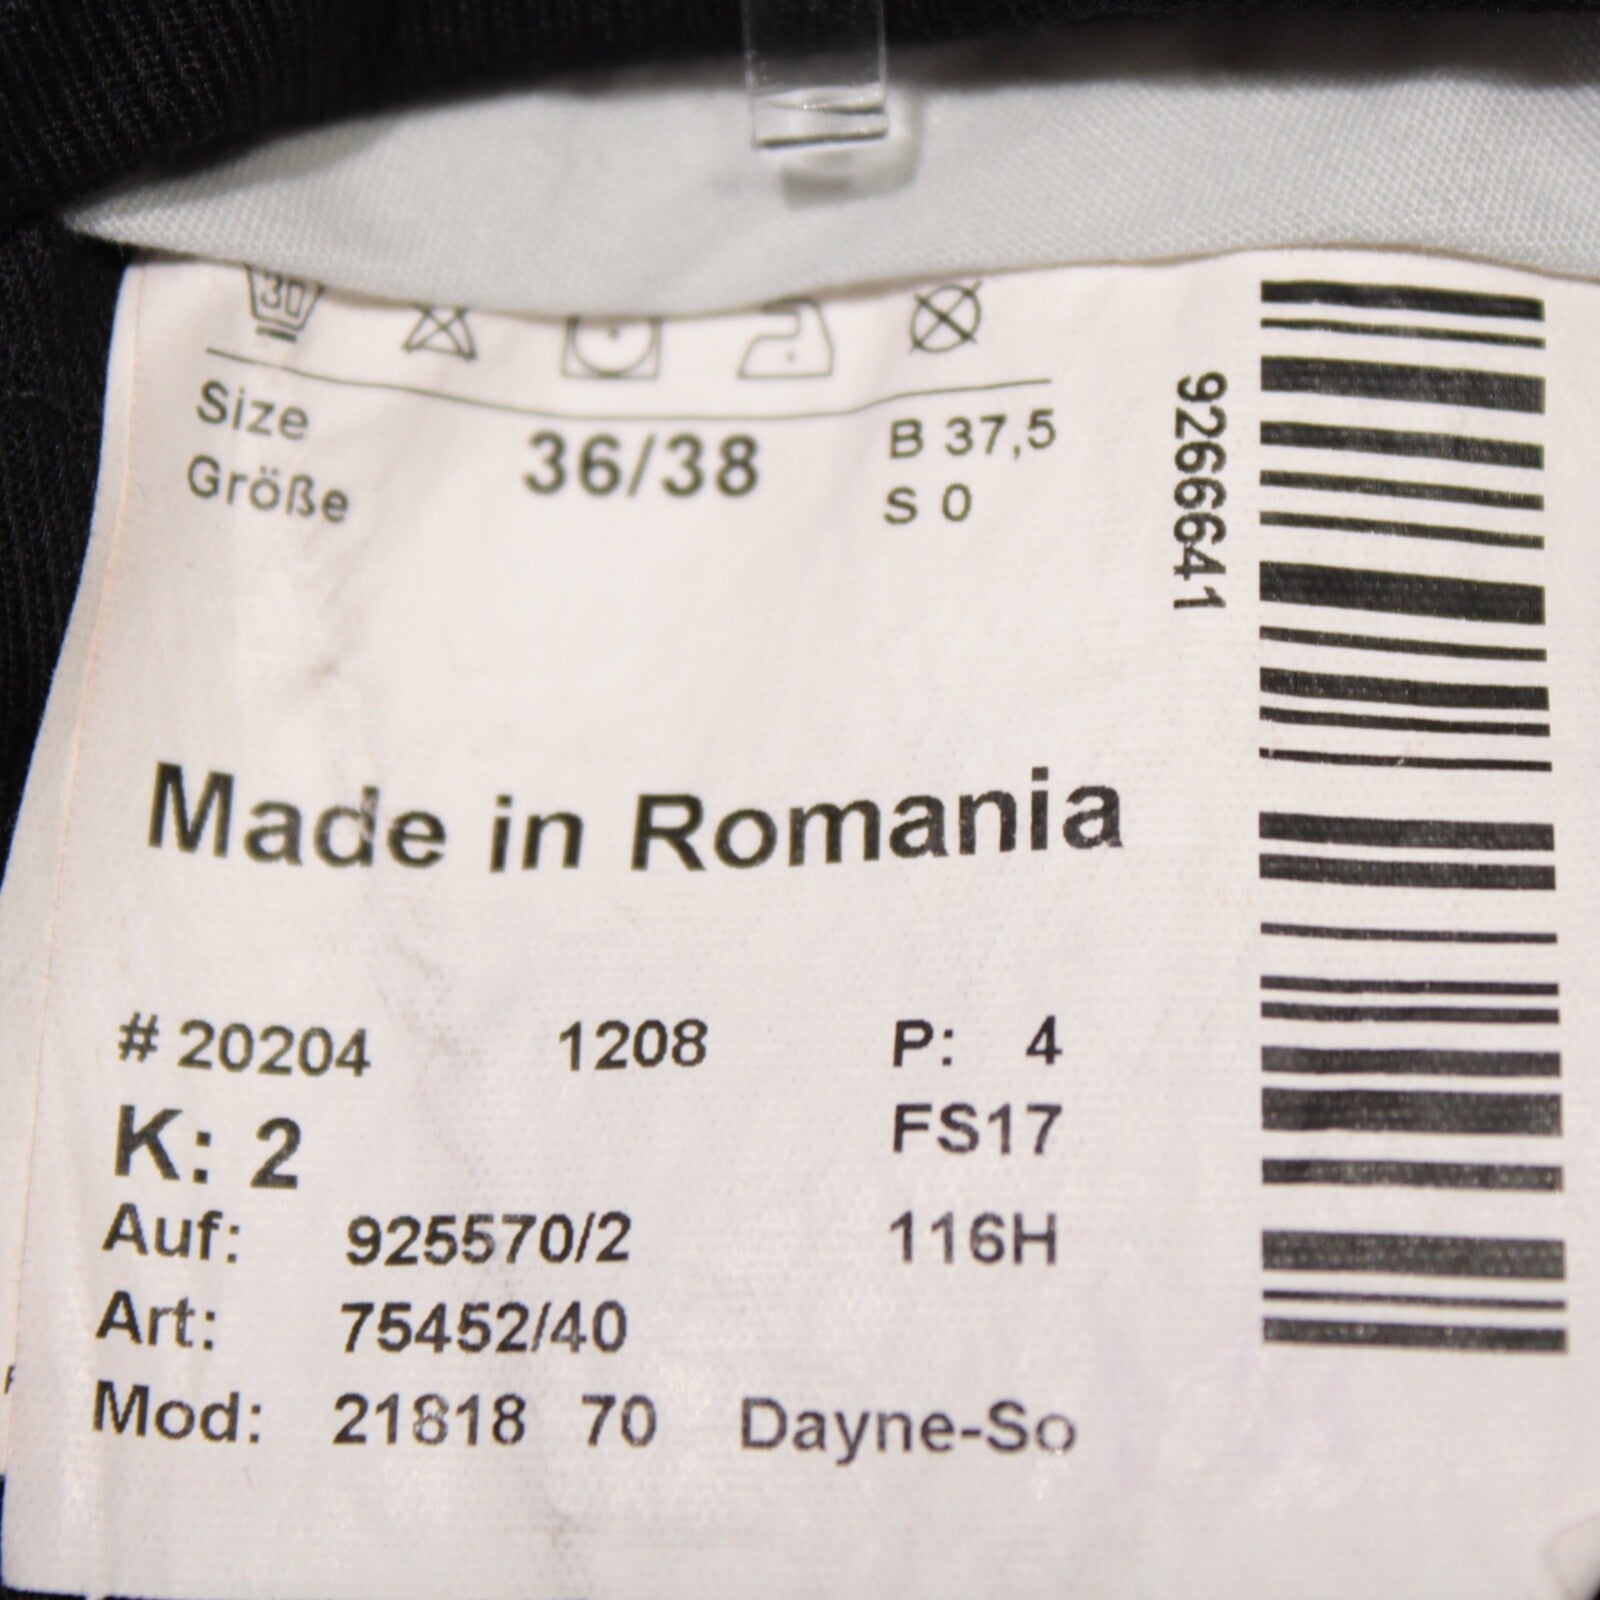 30
Size
Größe
36/38
B 37,5
S 0
9266641
Made in Romania
# 20204 1208 P: 4
K: 2 FS17
Auf: 925570/2 116H
Art: 75452/40
Mod: 21818 70 Dayne-So